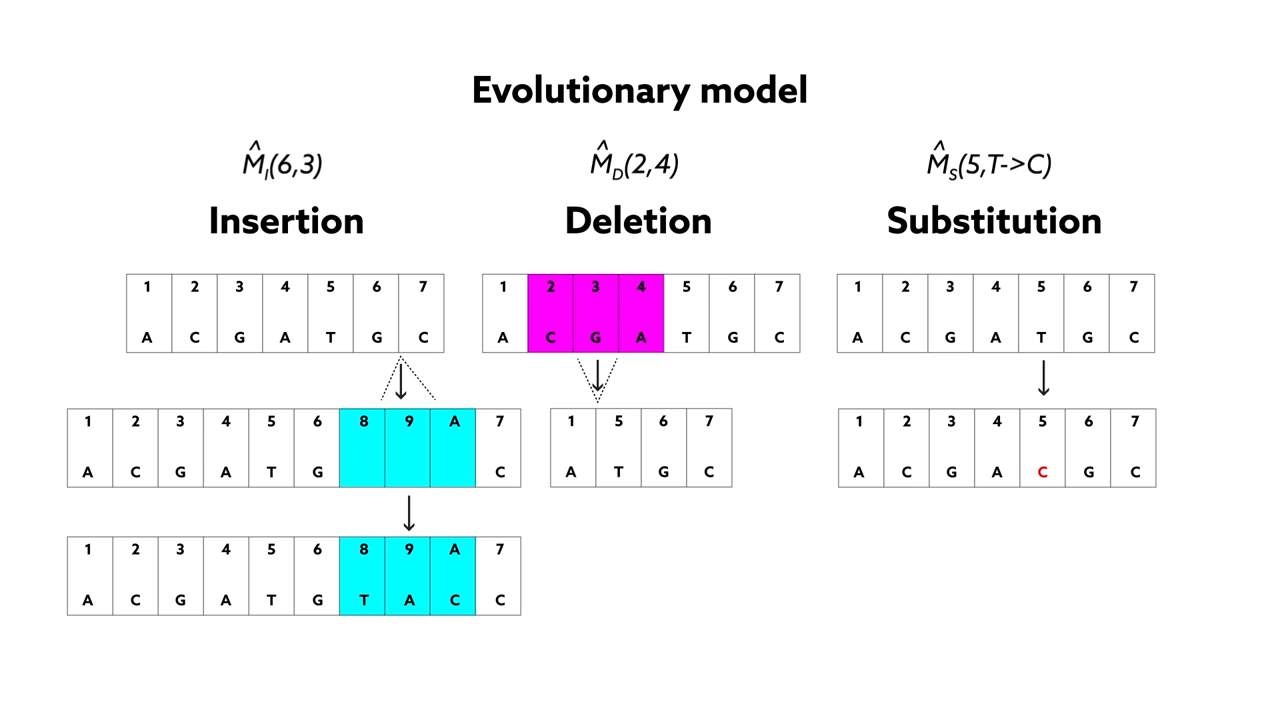 Evolutionary model
M̂I(6,3)
Insertion
1 2 3 4 5 6 7
A C G A T G C
1 2 3 4 5 6 8 9 A 7
A C G A T G C
1 2 3 4 5 6 8 9 A 7
A C G A T G T A C C
M̂D(2,4)
Deletion
1 2 3 4 5 6 7
A C G A T G C
1 5 6 7
A T G C
M̂S(5,T->C)
Substitution
1 2 3 4 5 6 7
A C G A T G C
1 2 3 4 5 6 7
A C G A C G C